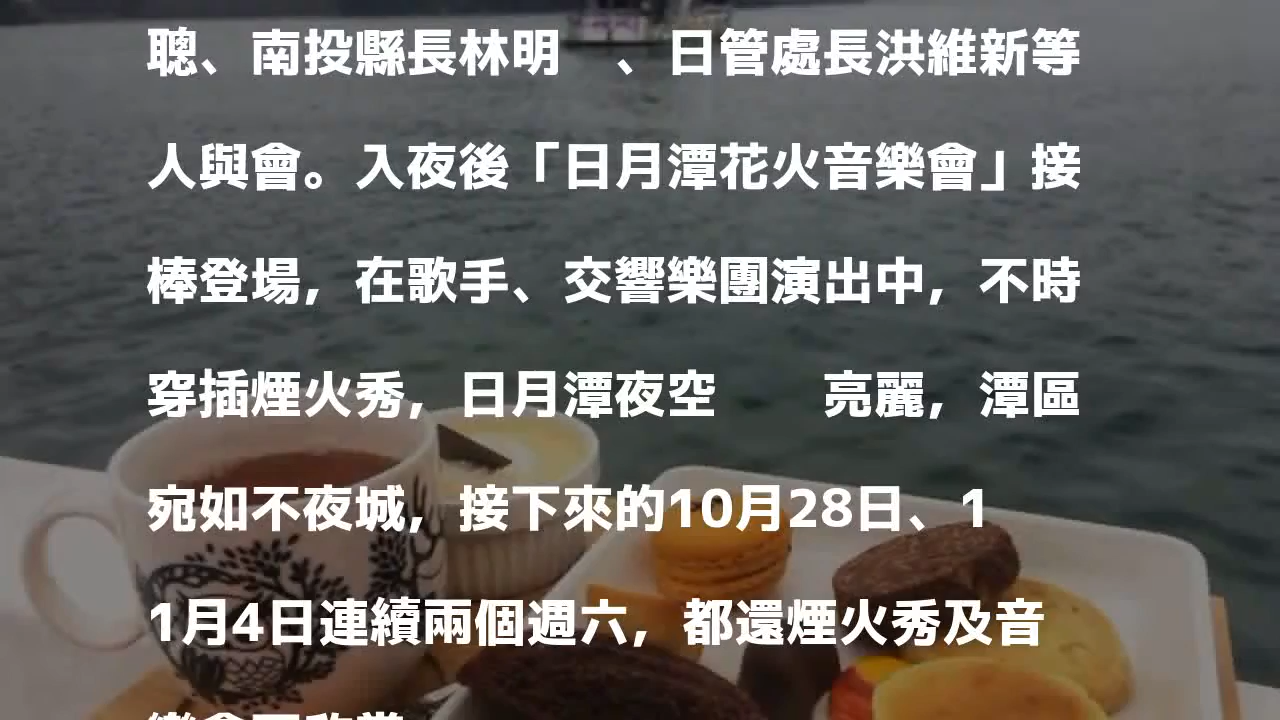 聰、南投縣長林明　、日管處長洪維新等
人與會。入夜後「日月潭花火音樂會」接
棒登場，在歌手、交響樂團演出中，不時
穿插煙火秀，日月潭夜空　　亮麗，潭區
宛如不夜城，接下來的10月28日、1
1月4日連續兩個週六，都還煙火秀及音